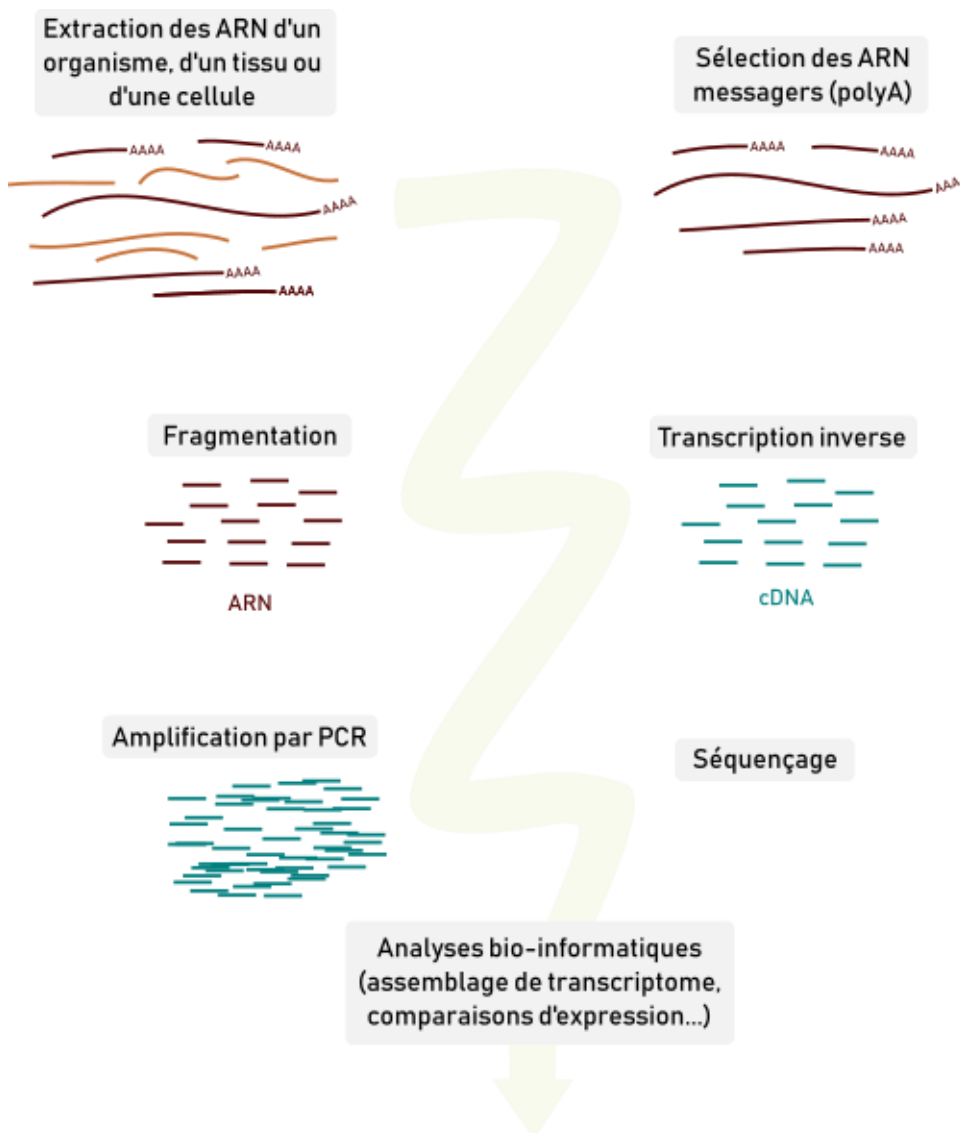 Extraction des ARN d'un
organisme, d'un tissu ou
d'une cellule
AAAA
AAAA
AAAA
AAAA
AAAA
Sélection des ARN
messagers (polyA)
AAAA
AAAA
AAA
AAAA
AAAA
Fragmentation
ARN
Transcription inverse
cDNA
Amplification par PCR
Séquençage
Analyses bio-informatiques
(assemblage de transcriptome,
comparaisons d'expression...)